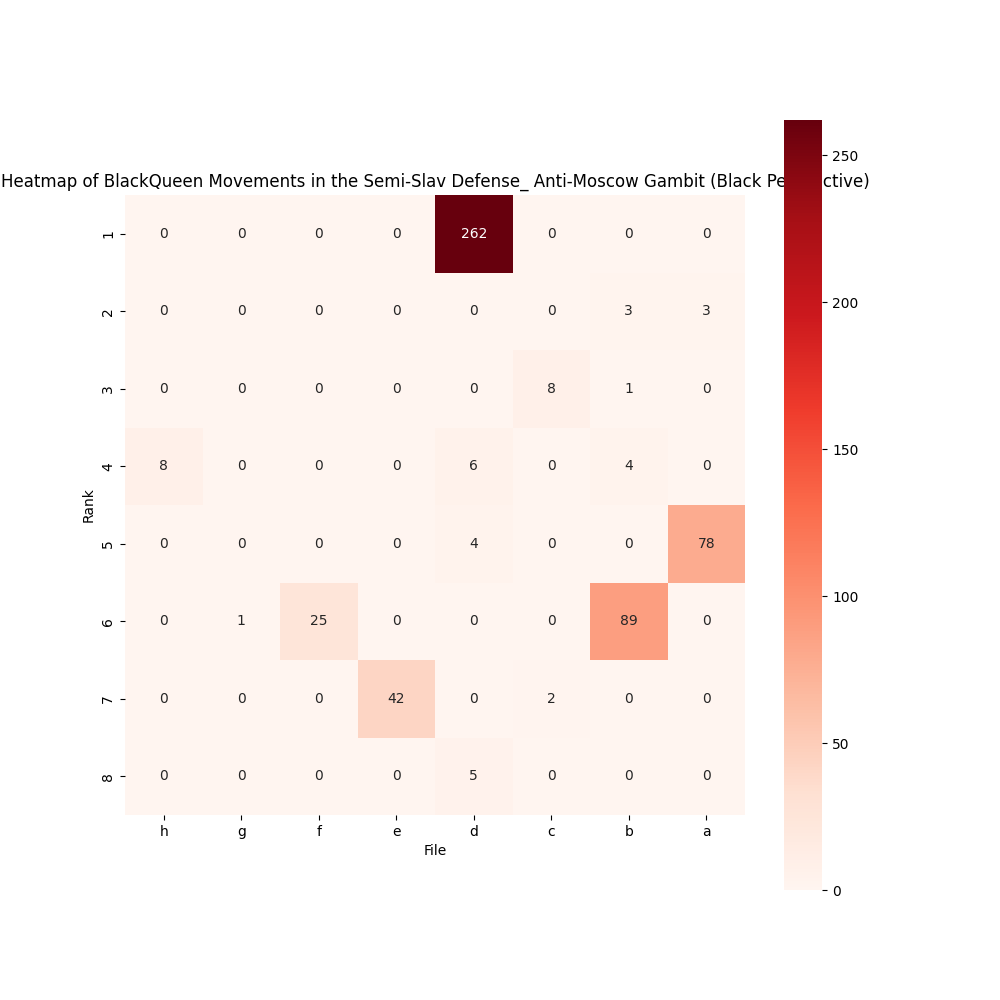 Heatmap of BlackQueen Movements in the Semi-Slav Defense_ Anti-Moscow Gambit (Black
250
200
150
100
50
0
1 0 0 0 0 262 0 0 0
2 0 0 0 0 0 0 3 3
3 0 0 0 0 0 8 1 0
4 8 0 0 0 6 0 4 0
Rank
5 0 0 0 0 4 0 0 78
6 0 1 25 0 0 0 89 0
7 0 0 0 42 0 2 0 0
8 0 0 0 0 5 0 0 0
h g f e d c b a
File